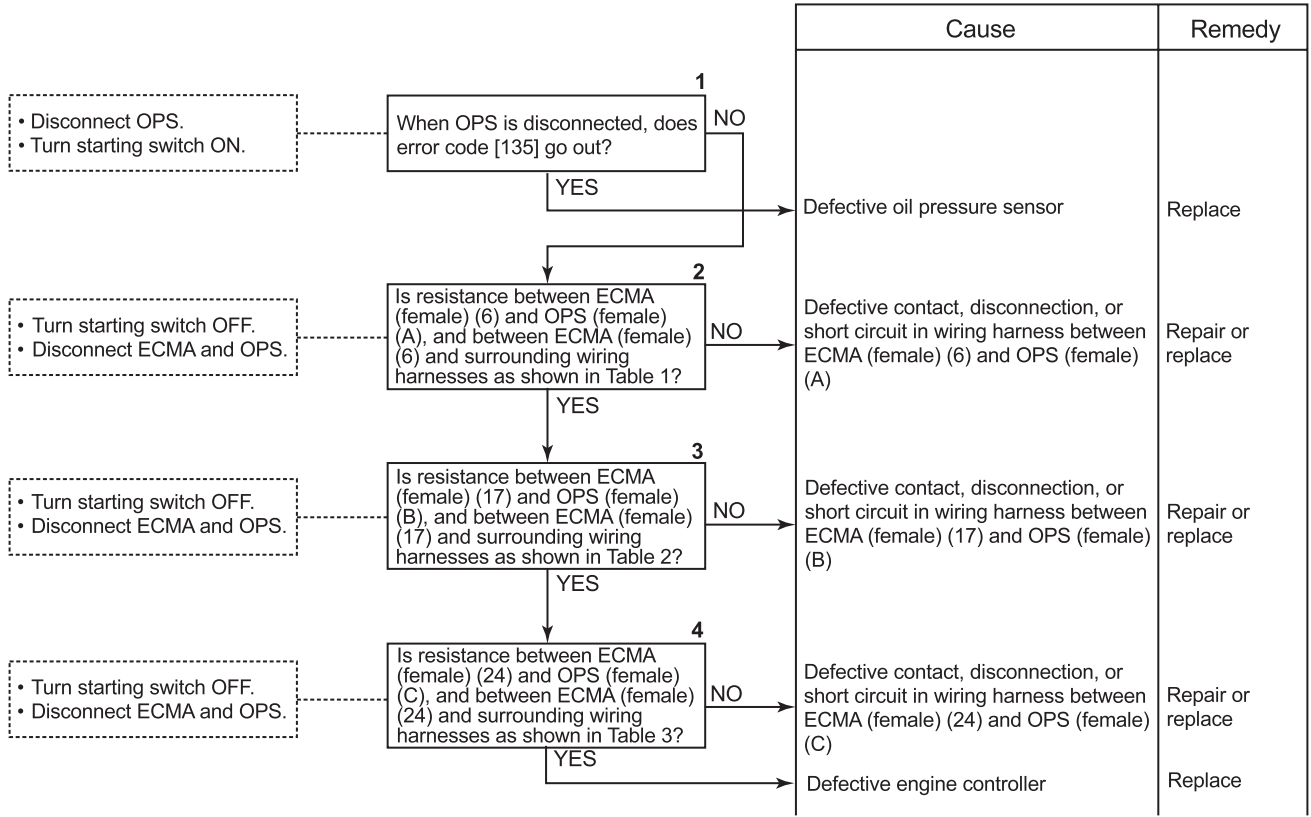 Cause
Remedy
1
• Disconnect OPS.
• Turn starting switch ON.
When OPS is disconnected, does
error code [135] go out?
NO
YES
Defective oil pressure sensor
Replace
2
• Turn starting switch OFF.
• Disconnect ECMA and OPS.
Is resistance between ECMA
(female) (6) and OPS (female)
(A), and between ECMA (female)
(6) and surrounding wiring
harnesses as shown in Table 1?
NO
YES
Defective contact, disconnection, or
short circuit in wiring harness between
ECMA (female) (6) and OPS (female)
(A)
Repair or
replace
3
• Turn starting switch OFF.
• Disconnect ECMA and OPS.
Is resistance between ECMA
(female) (17) and OPS (female)
(B), and between ECMA (female)
(17) and surrounding wiring
harnesses as shown in Table 2?
NO
YES
Defective contact, disconnection, or
short circuit in wiring harness between
ECMA (female) (17) and OPS (female)
(B)
Repair or
replace
4
• Turn starting switch OFF.
• Disconnect ECMA and OPS.
Is resistance between ECMA
(female) (24) and OPS (female)
(C), and between ECMA (female)
(24) and surrounding wiring
harnesses as shown in Table 3?
NO
YES
Defective contact, disconnection, or
short circuit in wiring harness between
ECMA (female) (24) and OPS (female)
(C)
Repair or
replace
Defective engine controller
Replace